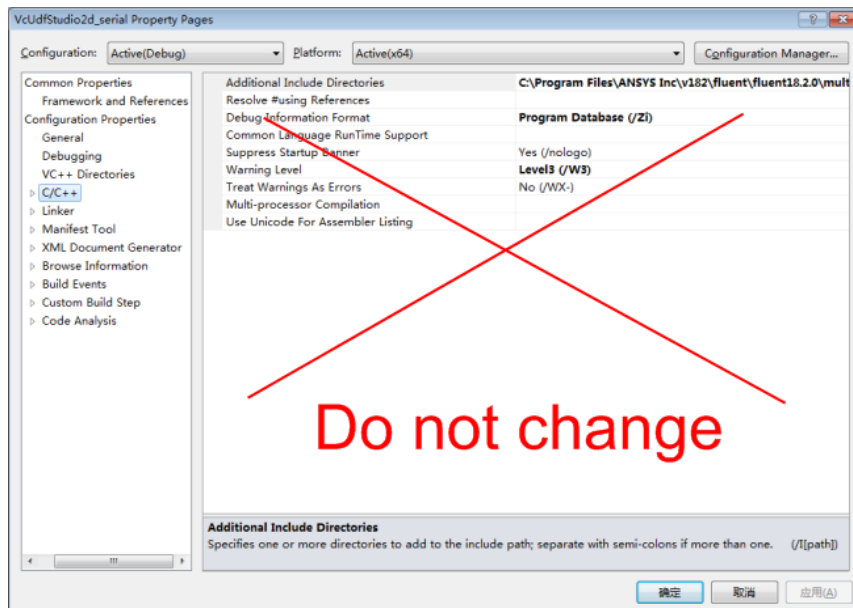 VcUdfStudio2d_serial Property Pages
Configuration: Active(Debug) Platform: Active(x64) Configuration Manager...
Common Properties
Framework and References
Configuration Properties
General
Debugging
VC++ Directories
C/C++
Linker
Manifest Tool
XML Document Generator
Browse Information
Build Events
Custom Build Step
Code Analysis
Additional Include Directories C:\Program Files\ANSYS Inc\v182\fluent\fluent18.2.0\mult
Resolve #using References
Debug Information Format Program Database (/Zi)
Common Language RunTime Support
Suppress Startup Banner Yes (/nologo)
Warning Level Level3 (/W3)
Treat Warnings As Errors No (/WX-)
Multi-processor Compilation
Use Unicode For Assembler Listing
Do not change
Additional Include Directories
Specifies one or more directories to add to the include path; separate with semi-colons if more than one. (/I[path])
确定 取消 应用(A)